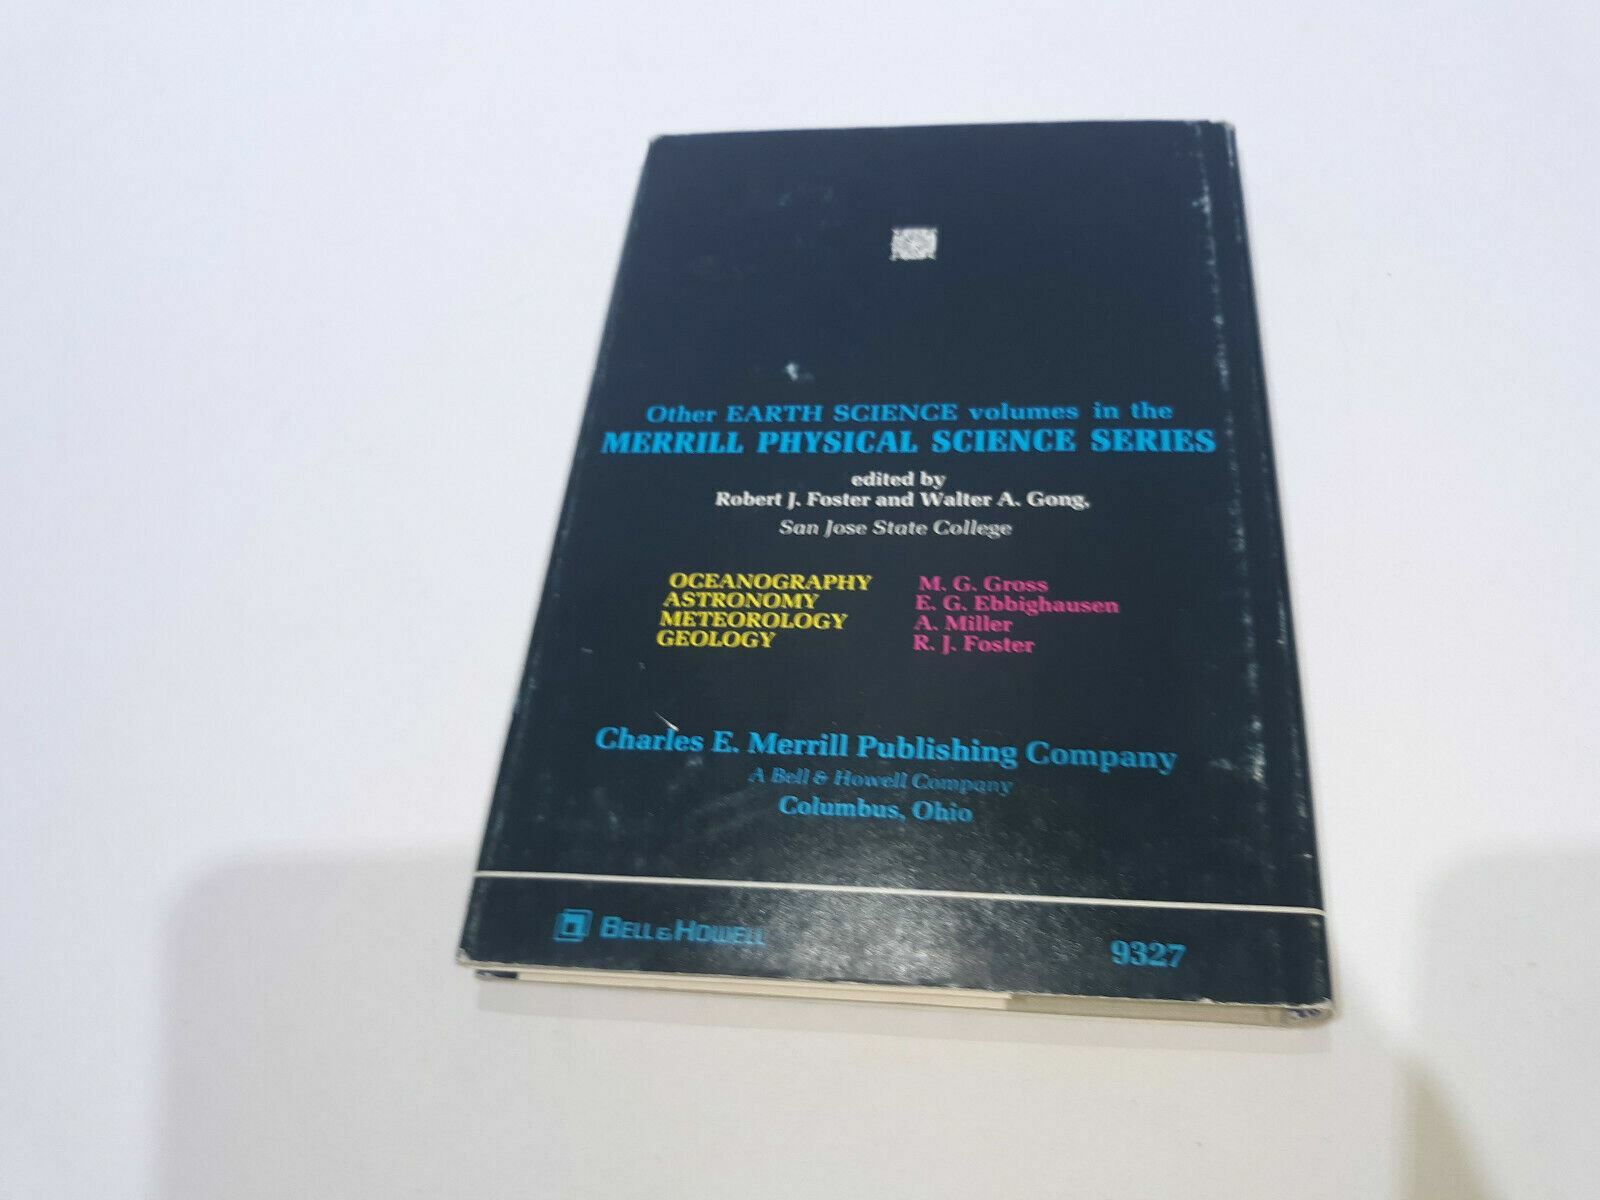 Other EARTH SCIENCE volumes in the
MERRILL PHYSICAL SCIENCE SERIES
edited by
Robert J. Foster and Walter A. Gong,
San Jose State College
OCEANOGRAPHY M. G. Gross
ASTRONOMY E. G. Ebbighausen
METEOROLOGY A. Miller
GEOLOGY R. J. Foster
Charles E. Merrill Publishing Company
A Bell & Howell Company
Columbus, Ohio
BELL & HOWELL 9327